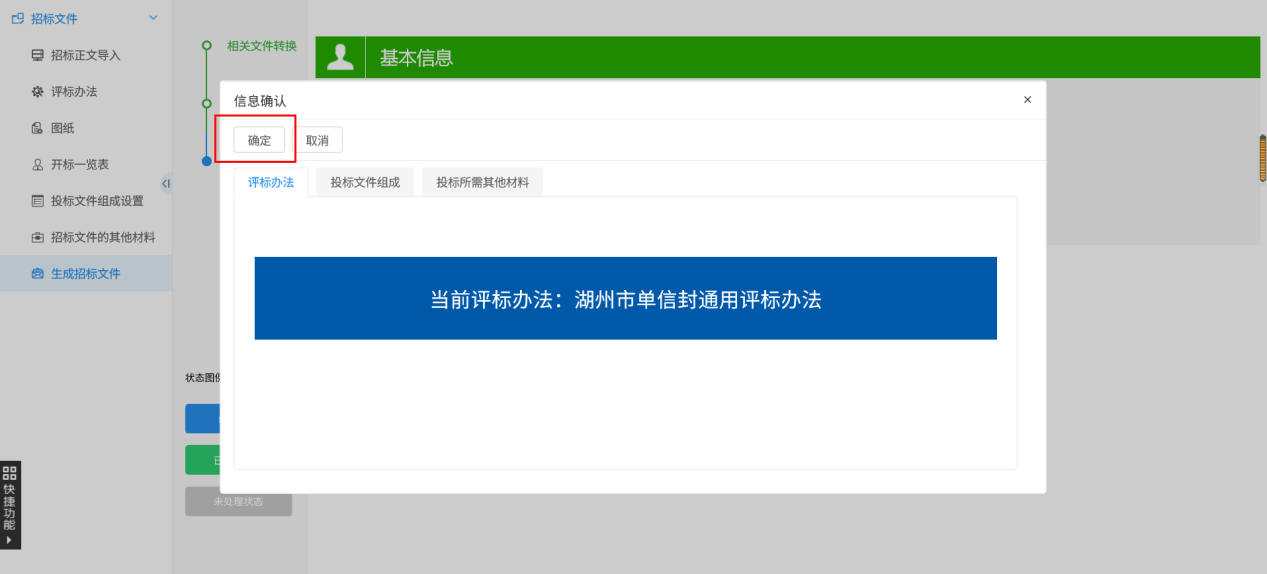 招标文件
招标正文导入
评标办法
图纸
开标一览表
投标文件组成设置
招标文件的其他材料
生成招标文件
快捷功能
相关文件转换
基本信息
信息确认
×
确定
取消
评标办法
投标文件组成
投标所需其他材料
当前评标办法：湖州市单信封通用评标办法
状态图
未处理状态